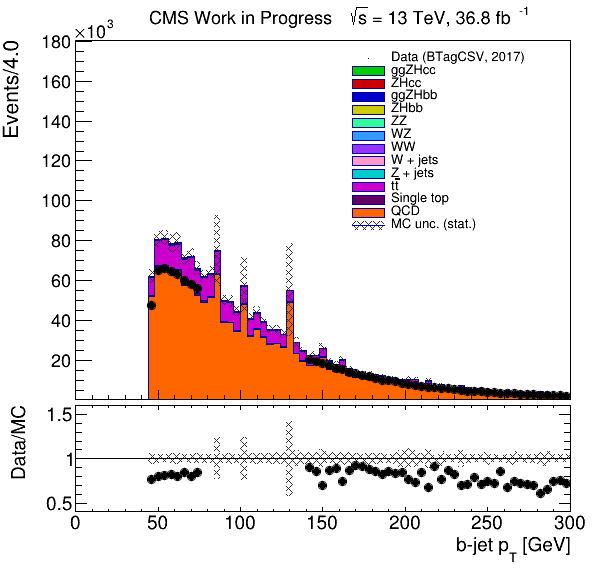 CMS Work in Progress √s = 13 TeV, 36.8 fb⁻¹
×10³
Events/4.0
180
160
140
120
100
80
60
40
20
Data (BTagCSV, 2017)
ggZHcc
ZHcc
ggZHbb
ZHbb
ZZ
WZ
WW
W + jets
Z + jets
tt̅
Single top
QCD
MC unc. (stat.)
Data/MC
1.5
1
0.5
0 50 100 150 200 250 300
b-jet p_T [GeV]